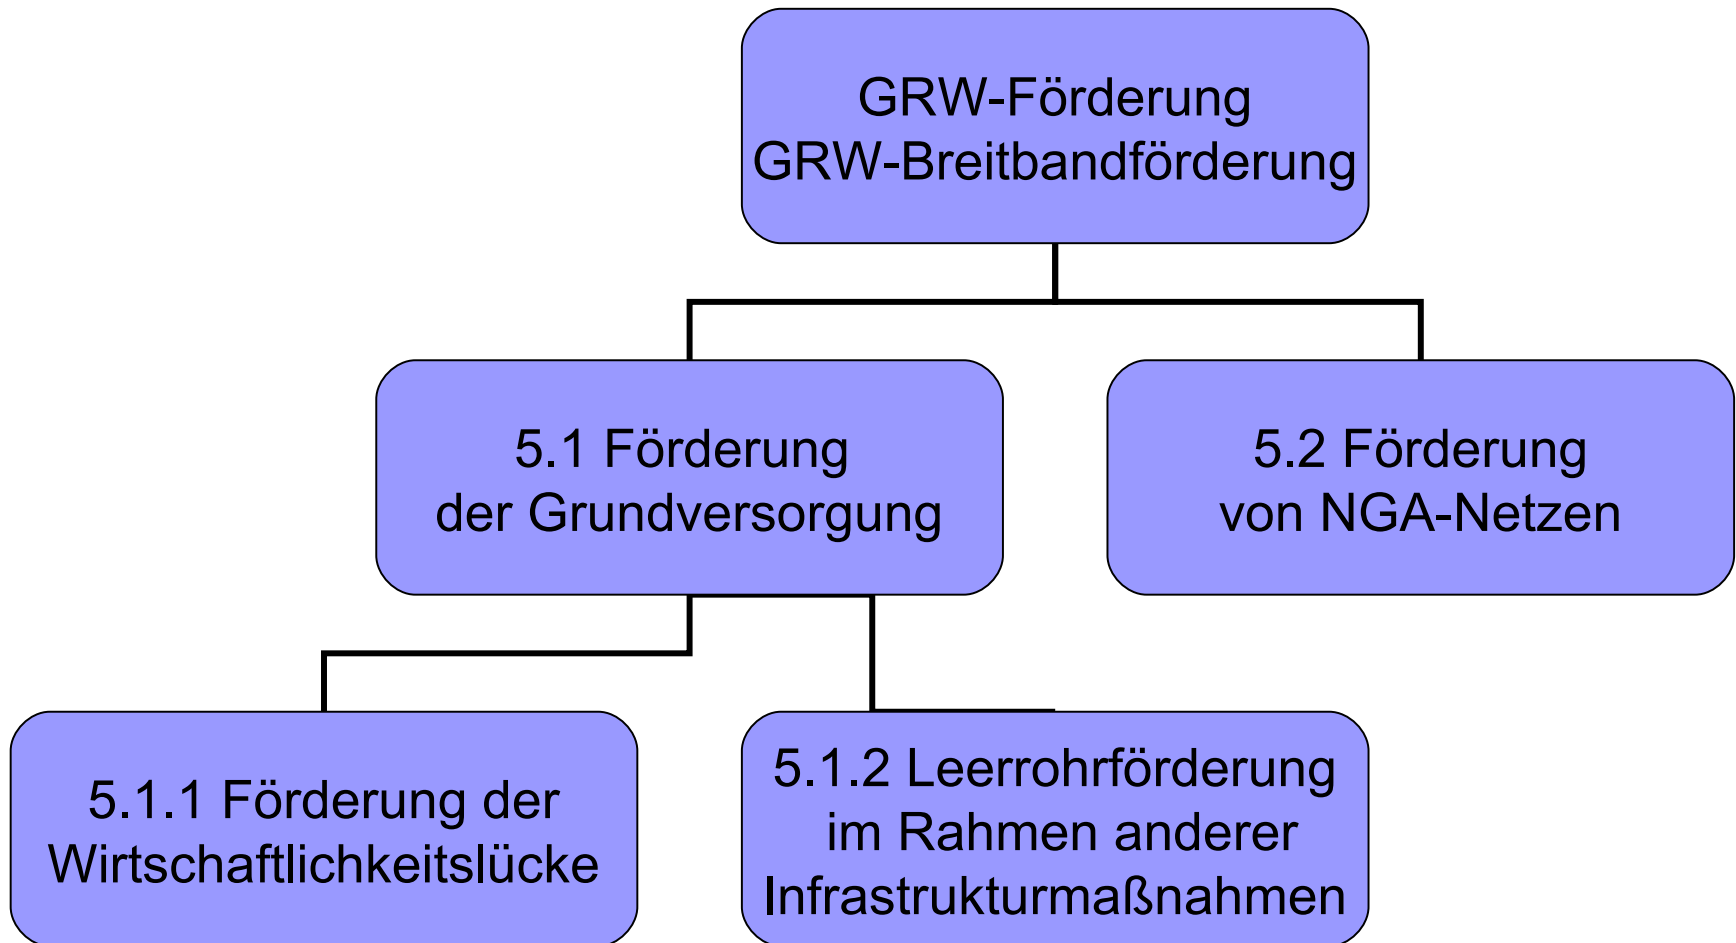 GRW-Förderung
GRW-Breitbandförderung
5.1 Förderung
der Grundversorgung
5.2 Förderung
von NGA-Netzen
5.1.1 Förderung der
Wirtschaftlichkeitslücke
5.1.2 Leerrohrförderung
im Rahmen anderer
Infrastrukturmaßnahmen